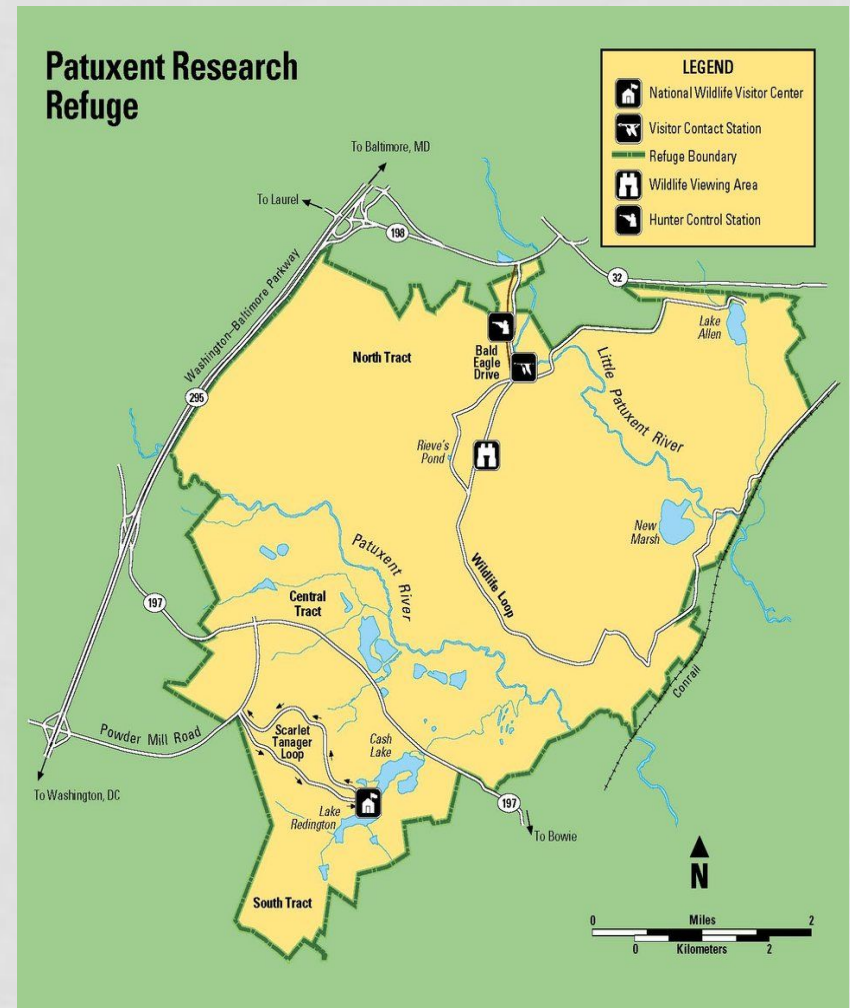 Patuxent Research
Refuge
LEGEND
National Wildlife Visitor Center
Visitor Contact Station
Refuge Boundary
Wildlife Viewing Area
Hunter Control Station
To Baltimore, MD
To Laurel
198
32
Washington–Baltimore Parkway
295
North Tract
Bald
Eagle
Drive
Lake
Allen
Little Patuxent River
Rieve's
Pond
New
Marsh
Patuxent River
Wildlife Loop
Central
Tract
197
Conrail
Powder Mill Road
Scarlet
Tanager
Loop
Cash
Lake
To Washington, DC
Lake
Redington
197
To Bowie
South Tract
N
0 Miles 2
0 Kilometers 2